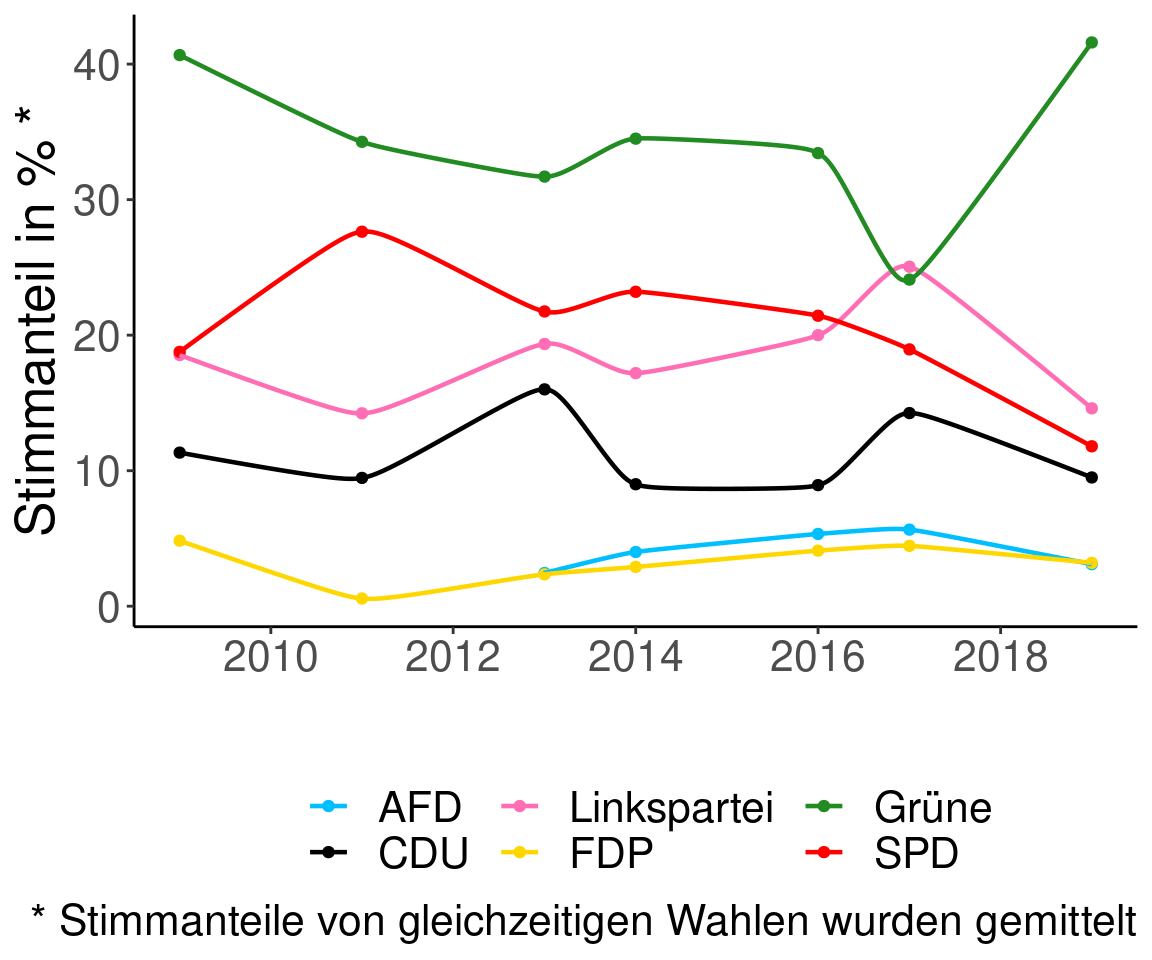 Stimmanteil in % *
40
30
20
10
0
2010 2012 2014 2016 2018
AFD Linkspartei Grüne
CDU FDP SPD
* Stimmanteile von gleichzeitigen Wahlen wurden gemittelt